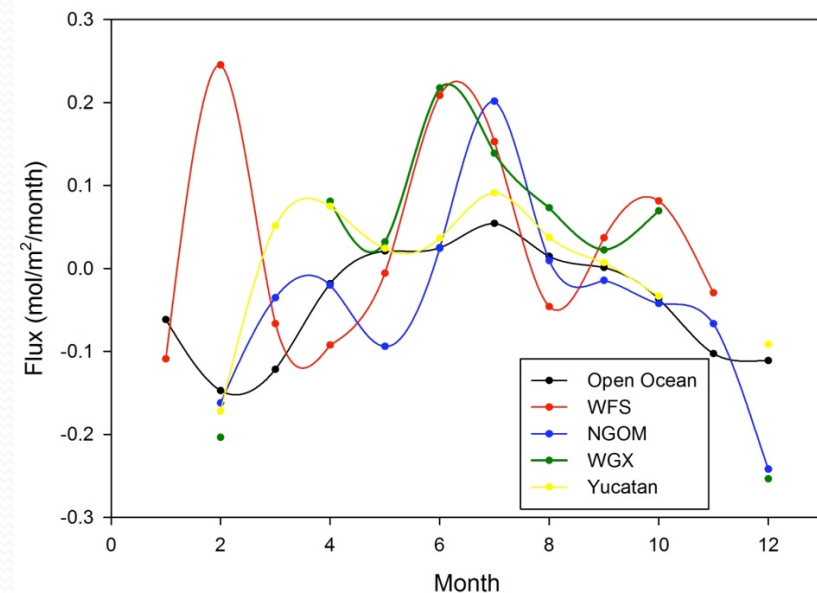 0.3
0.2
0.1
0.0
-0.1
-0.2
-0.3
Flux (mol/m²/month)
0 2 4 6 8 10 12
Month
Open Ocean
WFS
NGOM
WGX
Yucatan